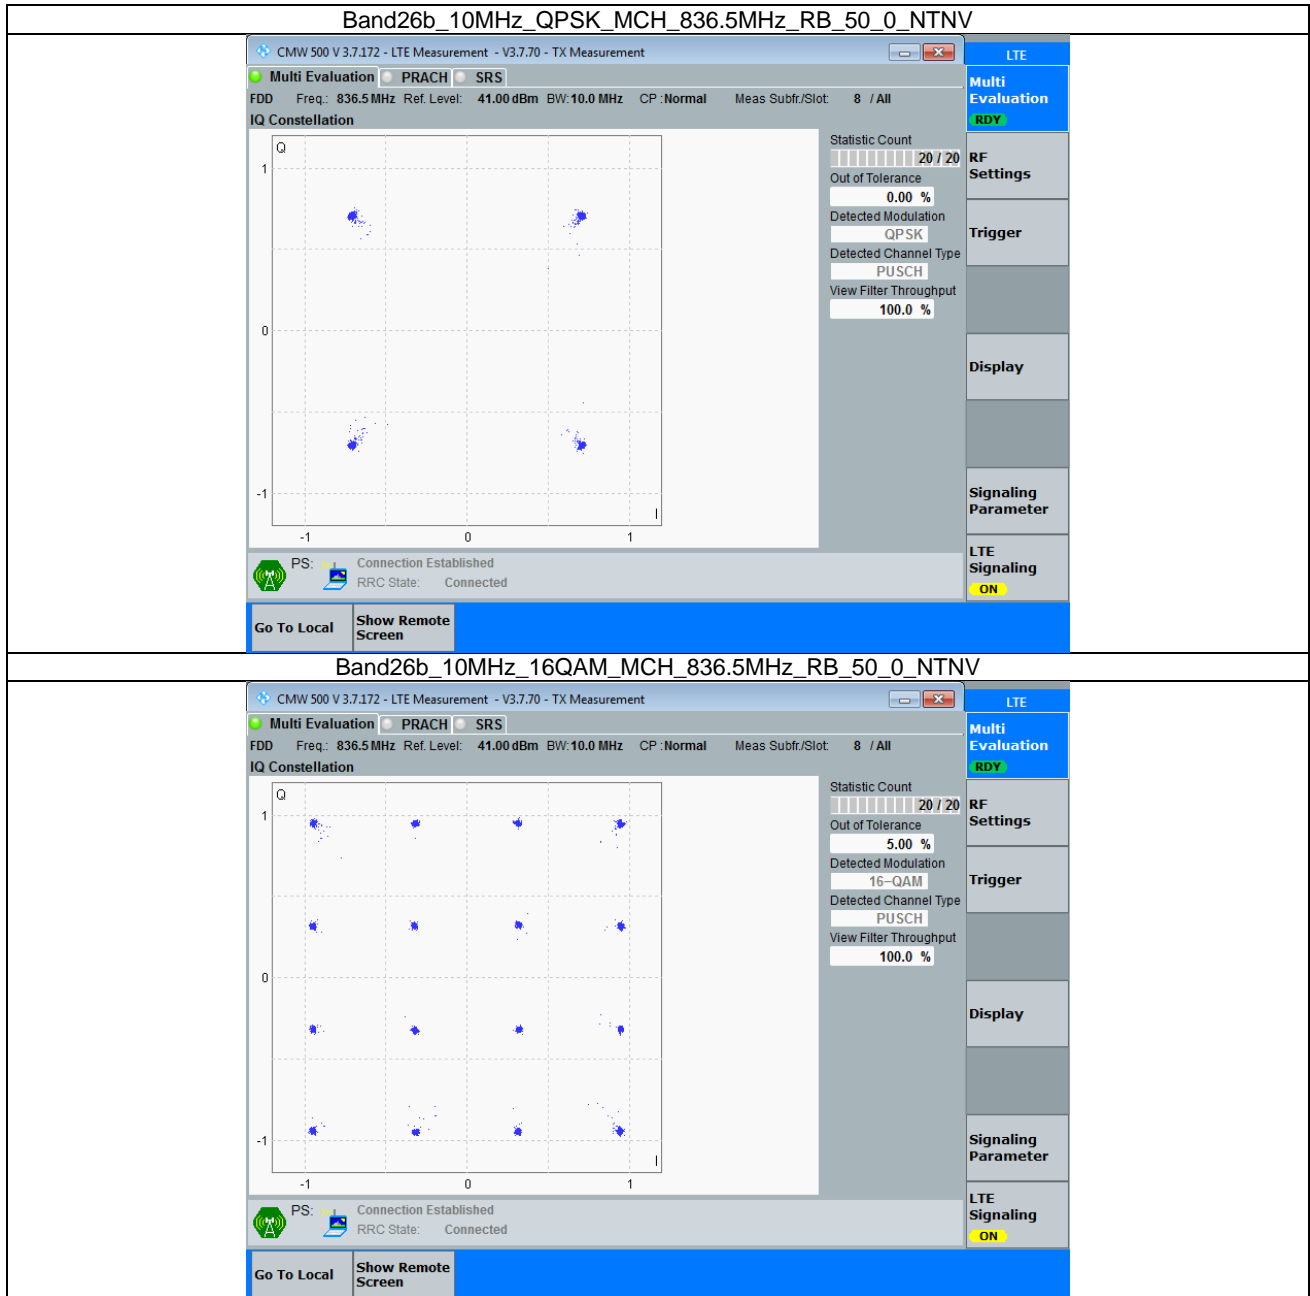 Band26b_10MHz_QPSK_MCH_836.5MHz_RB_50_0_NTNV
CMW 500 V 3.7.172 - LTE Measurement - V3.7.70 - TX Measurement
LTE
Multi Evaluation PRACH SRS
Multi
Evaluation
RDY
FDD Freq.: 836.5 MHz Ref. Level: 41.00 dBm BW: 10.0 MHz CP : Normal Meas Subfr./Slot: 8 / All
IQ Constellation
Q
1
0
-1
I
-1 0 1
Statistic Count
20 / 20
Out of Tolerance
0.00 %
Detected Modulation
QPSK
Detected Channel Type
PUSCH
View Filter Throughput
100.0 %
RF
Settings
Trigger
Display
Signaling
Parameter
LTE
Signaling
ON
PS: Connection Established
RRC State: Connected
Go To Local
Show Remote
Screen
Band26b_10MHz_16QAM_MCH_836.5MHz_RB_50_0_NTNV
CMW 500 V 3.7.172 - LTE Measurement - V3.7.70 - TX Measurement
LTE
Multi Evaluation PRACH SRS
Multi
Evaluation
RDY
FDD Freq.: 836.5 MHz Ref. Level: 41.00 dBm BW: 10.0 MHz CP : Normal Meas Subfr./Slot: 8 / All
IQ Constellation
Q
1
0
-1
I
-1 0 1
Statistic Count
20 / 20
Out of Tolerance
5.00 %
Detected Modulation
16-QAM
Detected Channel Type
PUSCH
View Filter Throughput
100.0 %
RF
Settings
Trigger
Display
Signaling
Parameter
LTE
Signaling
ON
PS: Connection Established
RRC State: Connected
Go To Local
Show Remote
Screen